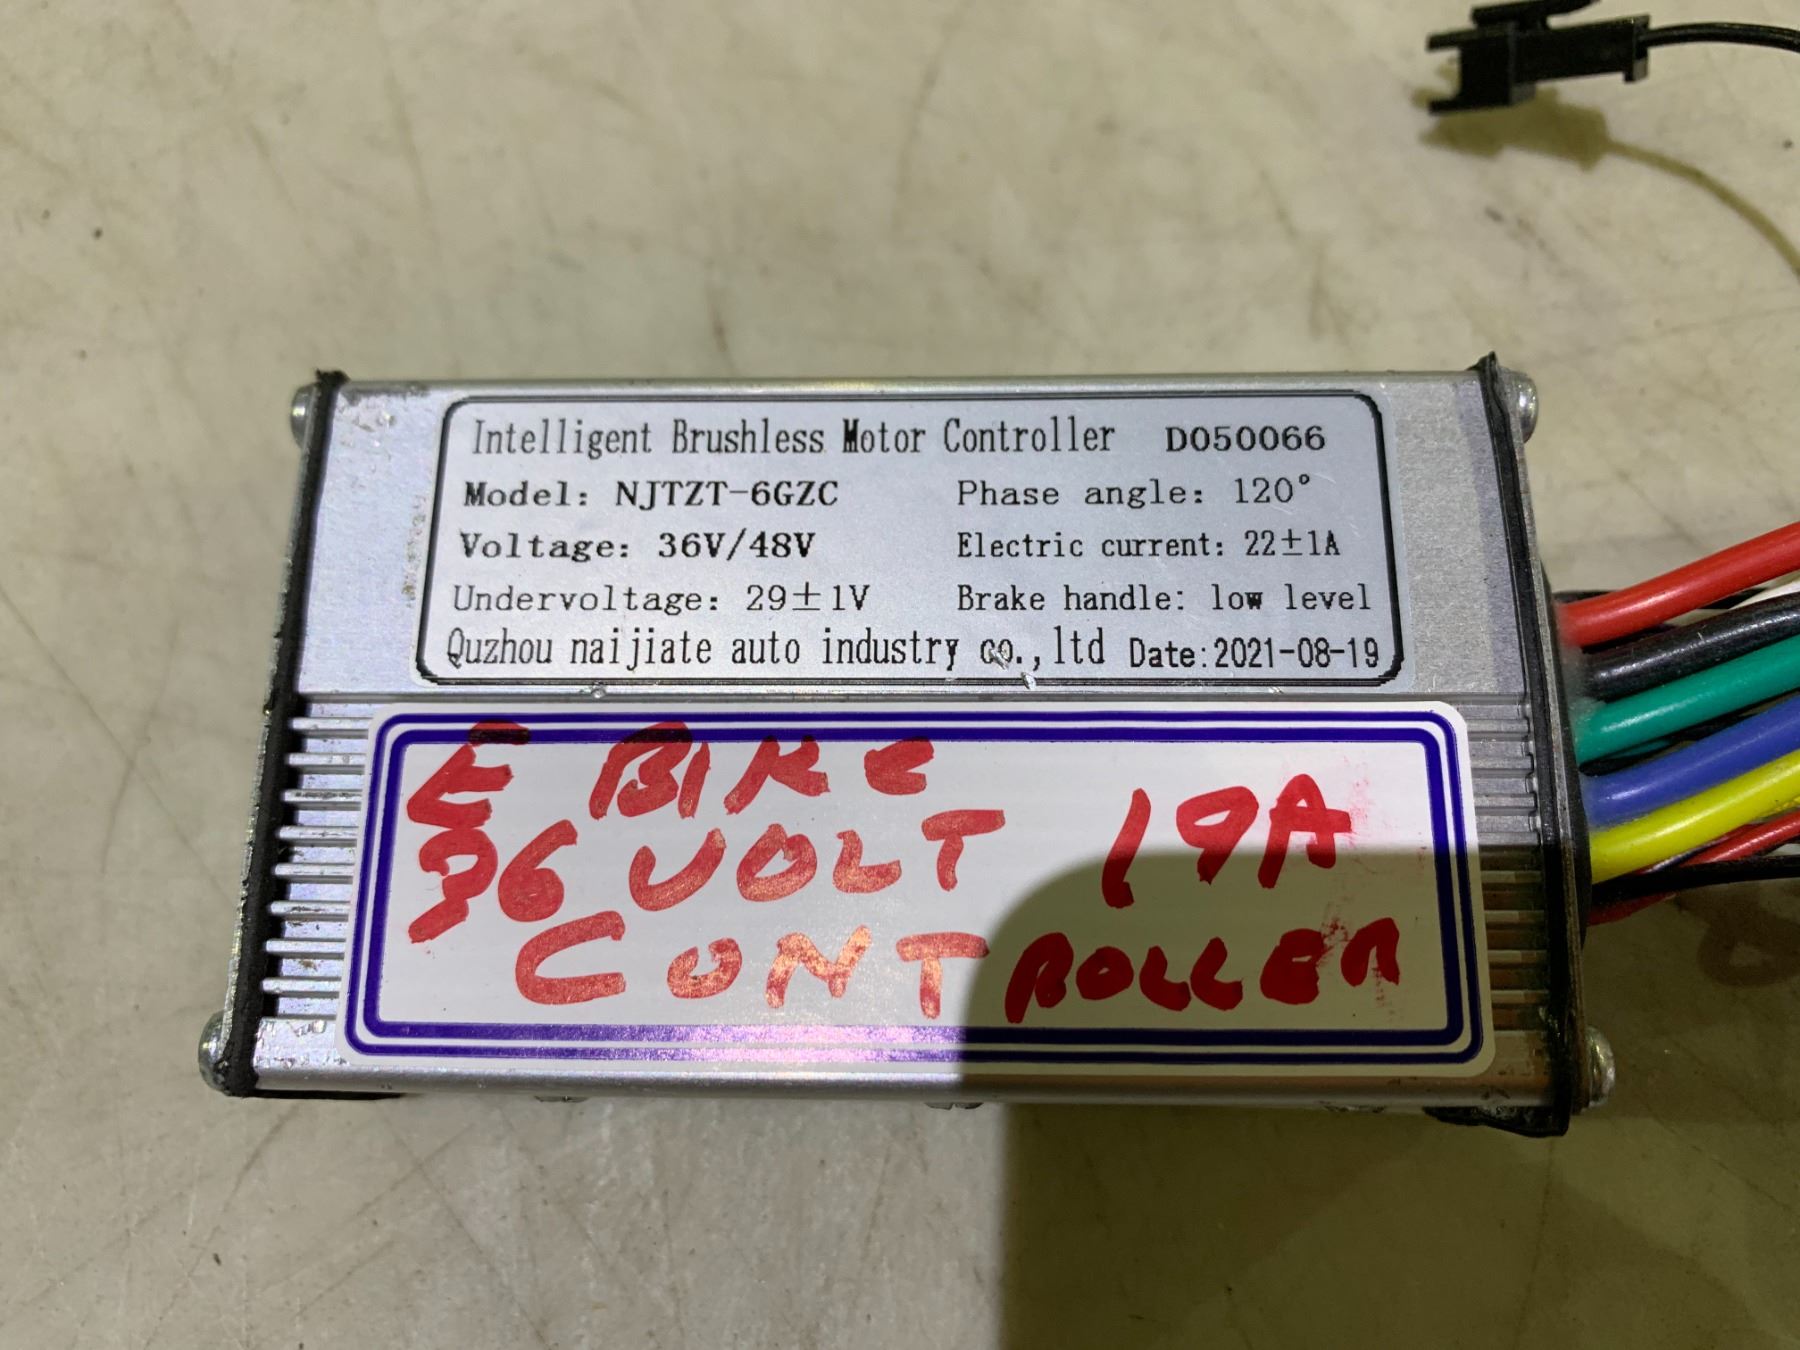 Intelligent Brushless Motor Controller D050066
Model: NJTZT-6GZC Phase angle: 120°
Voltage: 36V/48V Electric current: 22±1A
Undervoltage: 29±1V Brake handle: low level
Quzhou naijiate auto industry co.,ltd Date:2021-08-19
E BIKE
36 VOLT 19A
CONTROLLER